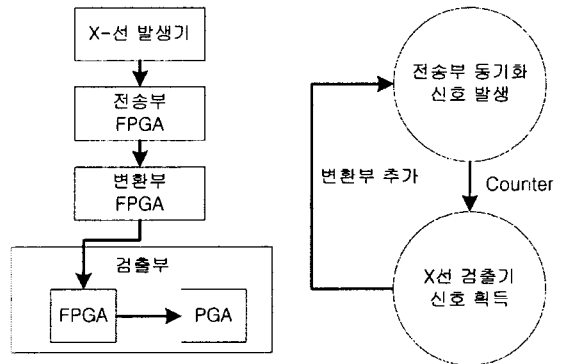 X-선 발생기
전송부
FPGA
변환부
FPGA
검출부
FPGA
PGA
전송부 동기화
신호 발생
변환부 추가
Counter
X선 검출기
신호 획득